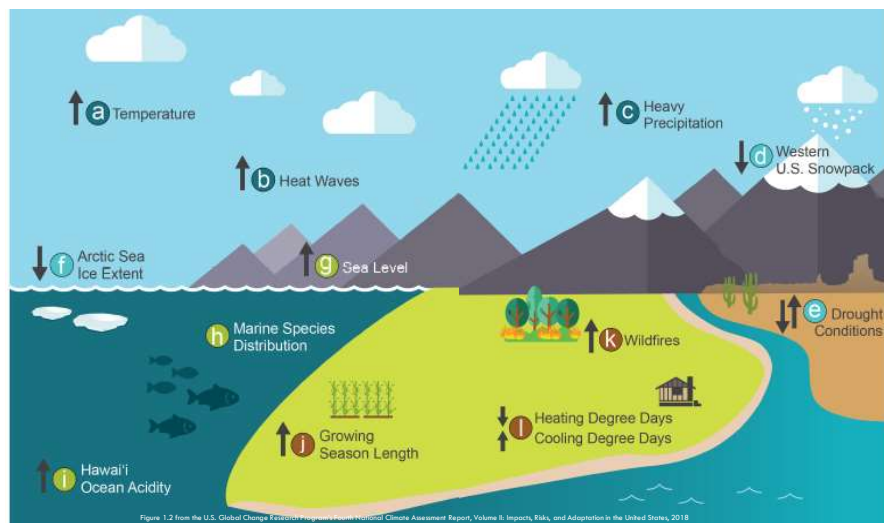 a Temperature
b Heat Waves
c Heavy
Precipitation
d Western
U.S. Snowpack
f Arctic Sea
Ice Extent
g Sea Level
e Drought
Conditions
h Marine Species
Distribution
k Wildfires
j Growing
Season Length
l Heating Degree Days
Cooling Degree Days
i Hawai'i
Ocean Acidity
Figure 1.2 from the U.S. Global Change Research Program's Fourth National Climate Assessment Report, Volume II: Impacts, Risks, and Adaptation in the United States, 2018